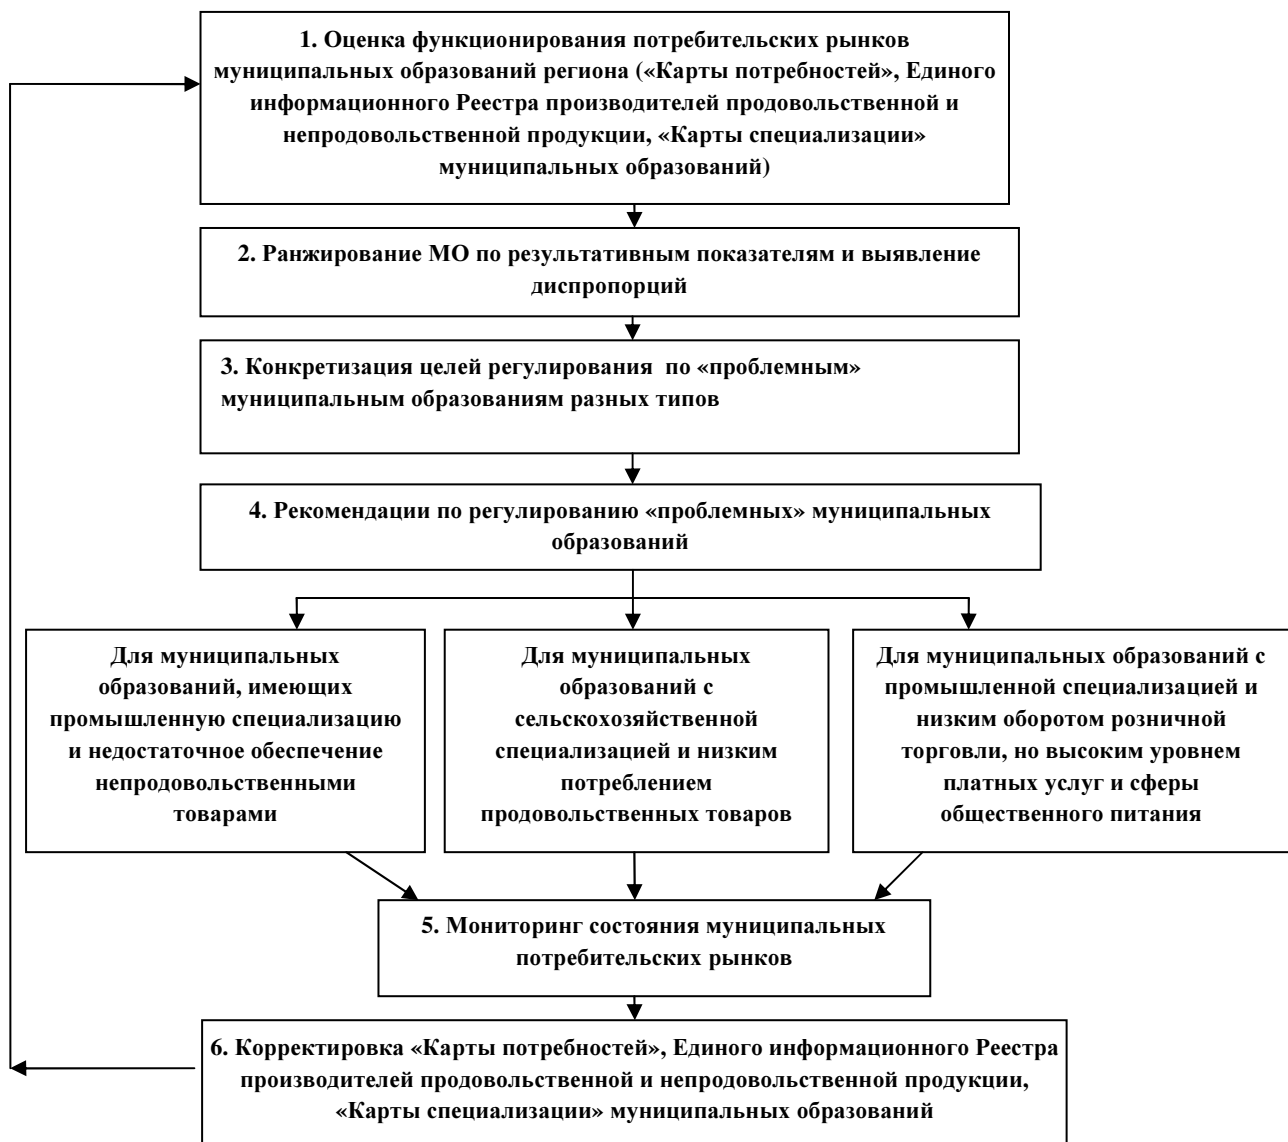 1. Оценка функционирования потребительских рынков
муниципальных образований региона («Карты потребностей», Единого
информационного Реестра производителей продовольственной и
непродовольственной продукции, «Карты специализации»
муниципальных образований)
2. Ранжирование МО по результативным показателям и выявление
диспропорций
3. Конкретизация целей регулирования по «проблемным»
муниципальным образованиям разных типов
4. Рекомендации по регулированию «проблемных» муниципальных
образований
Для муниципальных
образований, имеющих
промышленную специализацию
и недостаточное обеспечение
непродовольственными
товарами
Для муниципальных
образований с
сельскохозяйственной
специализацией и низким
потреблением
продовольственных товаров
Для муниципальных образований с
промышленной специализацией и
низким оборотом розничной
торговли, но высоким уровнем
платных услуг и сферы
общественного питания
5. Мониторинг состояния муниципальных
потребительских рынков
6. Корректировка «Карты потребностей», Единого информационного Реестра
производителей продовольственной и непродовольственной продукции,
«Карты специализации» муниципальных образований